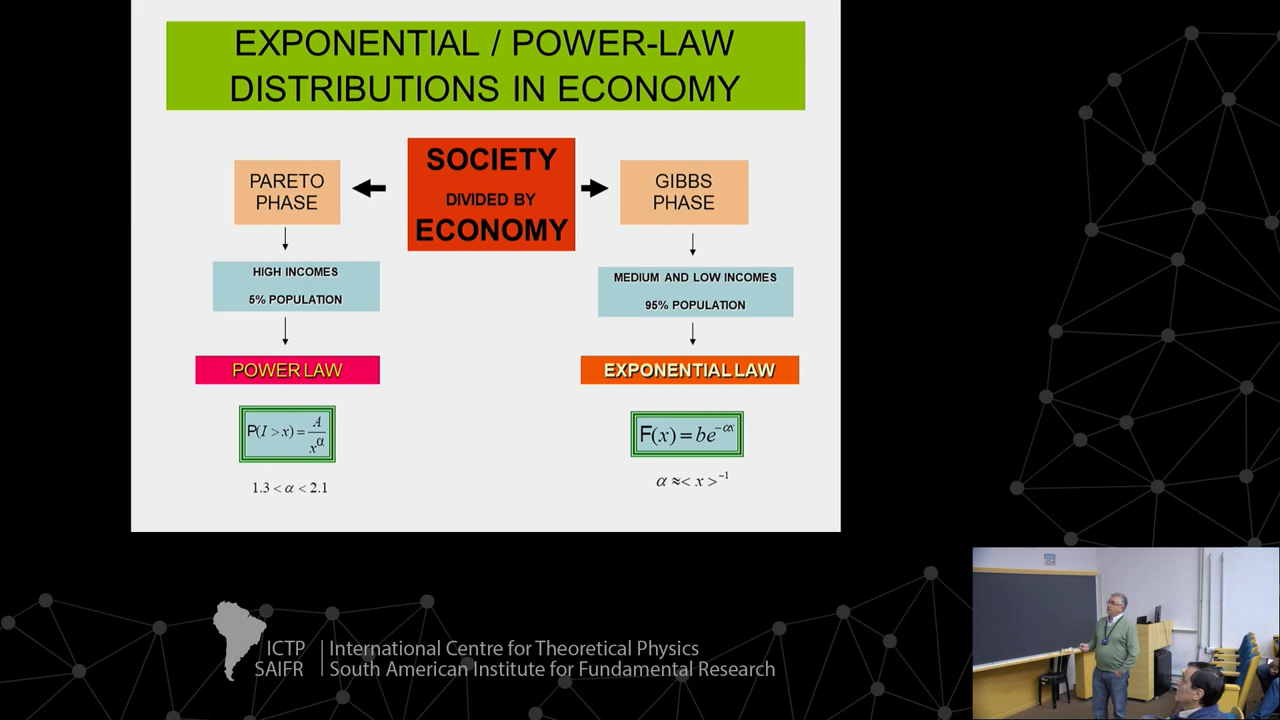 EXPONENTIAL / POWER-LAW
DISTRIBUTIONS IN ECONOMY
PARETO
PHASE
SOCIETY
DIVIDED BY
ECONOMY
GIBBS
PHASE
HIGH INCOMES
5% POPULATION
MEDIUM AND LOW INCOMES
95% POPULATION
POWER LAW
EXPONENTIAL LAW
P(I > x) = A / x^α
F(x) = be^{-αx}
1.3 < α < 2.1
α ≈< x >^{-1}
ICTP
SAIFR
International Centre for Theoretical Physics
South American Institute for Fundamental Research